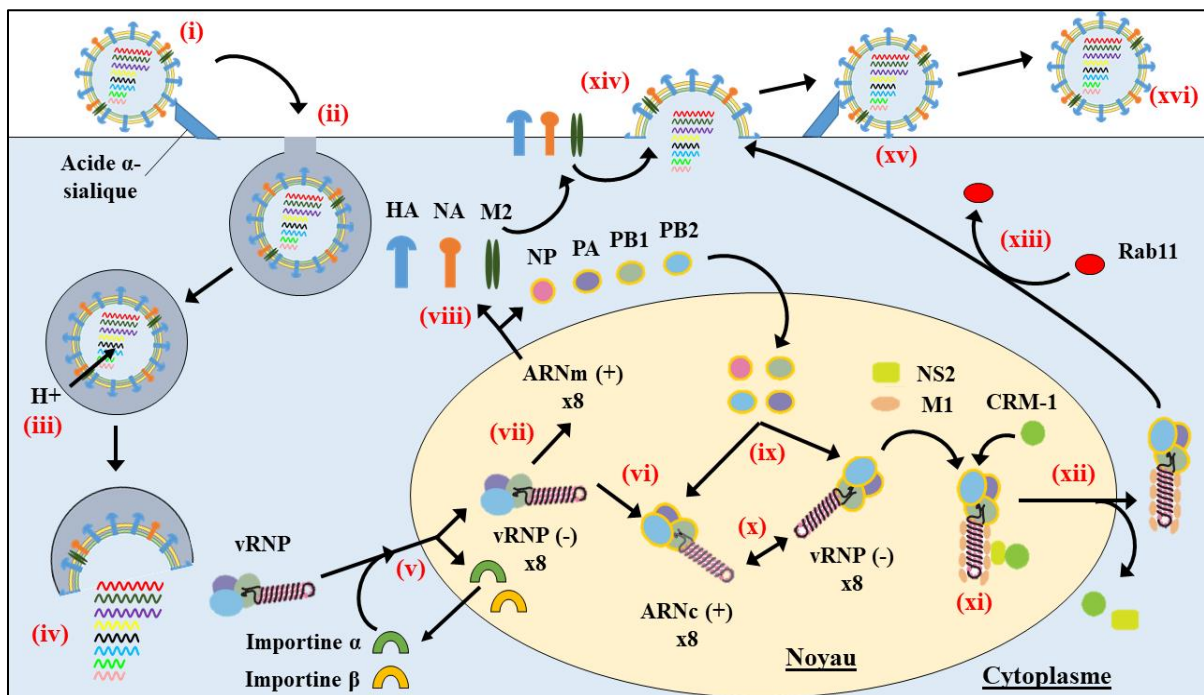 (i)
(ii)
Acide α-
sialique
(iii)
H+
(iv)
vRNP
(v)
Importine α
Importine β
HA
NA
M2
NP
PA
PB1
PB2
(viii)
ARNm (+)
x8
(vii)
vRNP (-)
x8
(vi)
(ix)
ARNc (+)
x8
(x)
vRNP (-)
x8
NS2
M1
CRM-1
(xi)
(xii)
Noyau
Cytoplasme
(xiii)
Rab11
(xiv)
(xv)
(xvi)